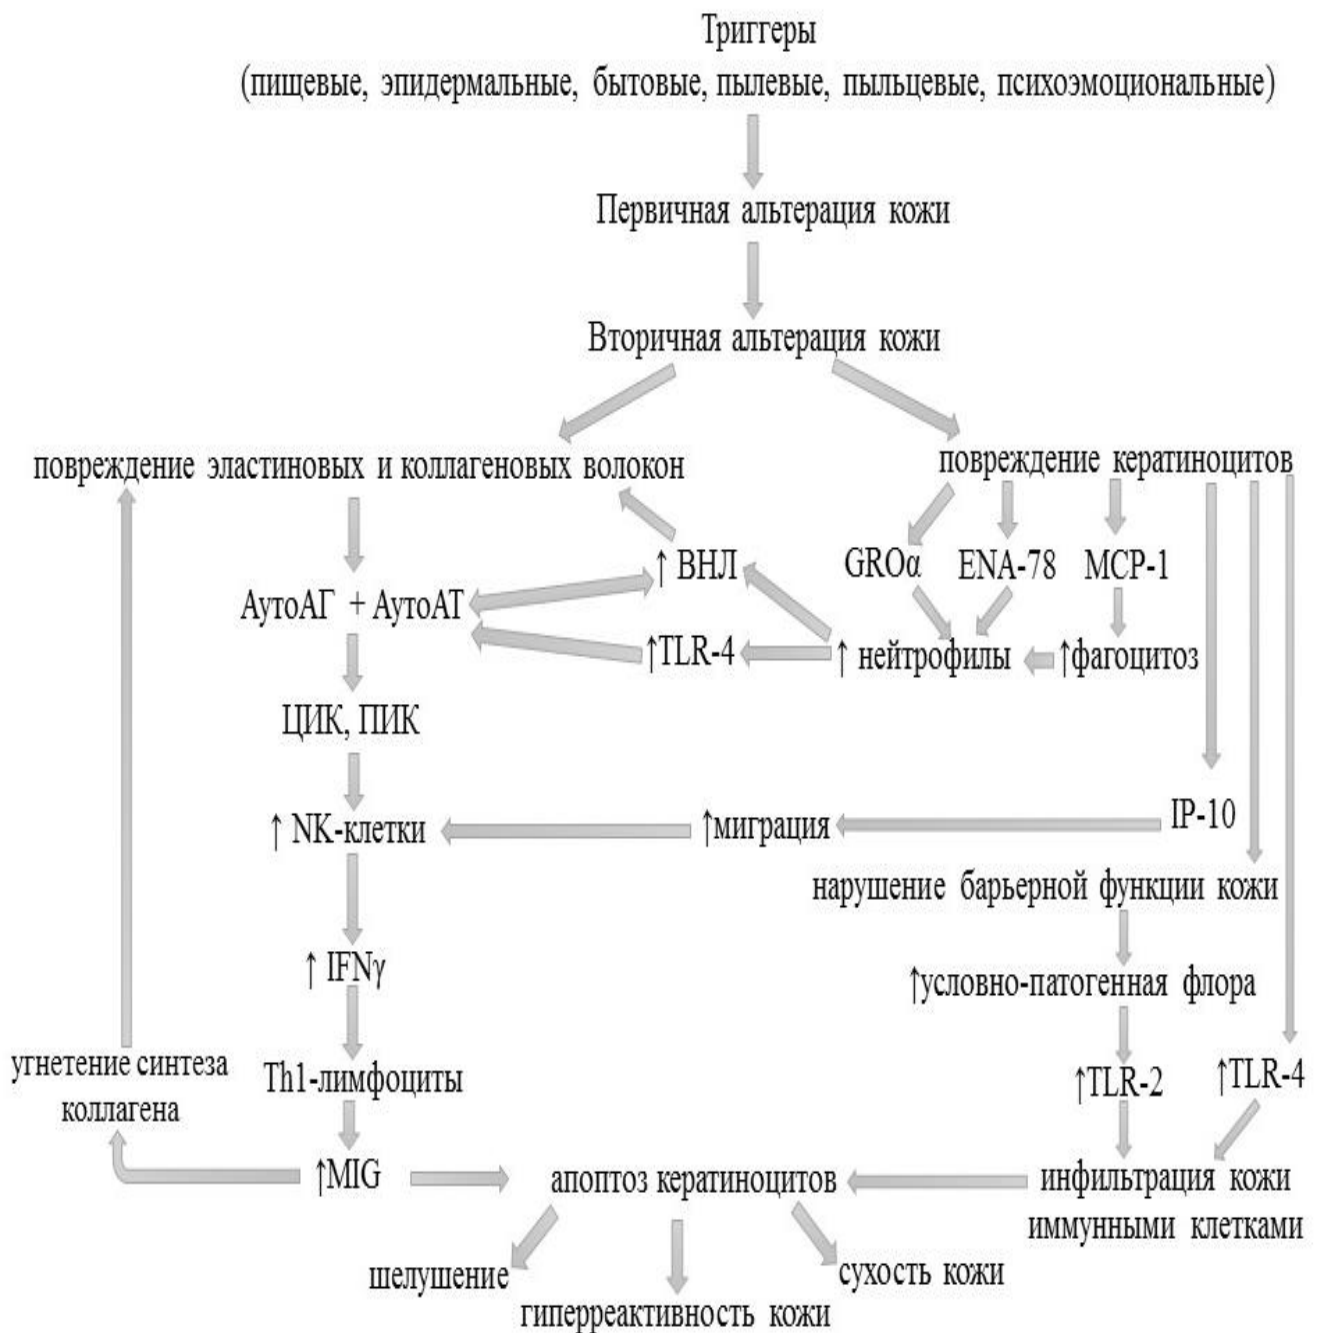 Триггеры
(пищевые, эпидермальные, бытовые, пылевые, пыльцевые, психоэмоциональные)
Первичная альтерация кожи
Вторичная альтерация кожи
повреждение эластиновых и коллагеновых волокон
повреждение кератиноцитов
↑ ВНЛ
GROα
ENA-78
MCP-1
АутоАГ + АутоАТ
↑TLR-4
↑ нейтрофилы
↑фагоцитоз
ЦИК, ПИК
↑ NK-клетки
↑миграция
IP-10
нарушение барьерной функции кожи
↑ IFNγ
↑условно-патогенная флора
угнетение синтеза
коллагена
Th1-лимфоциты
↑TLR-2
↑TLR-4
↑MIG
апоптоз кератиноцитов
инфильтрация кожи
иммунными клетками
шелушение
гиперреактивность кожи
сухость кожи